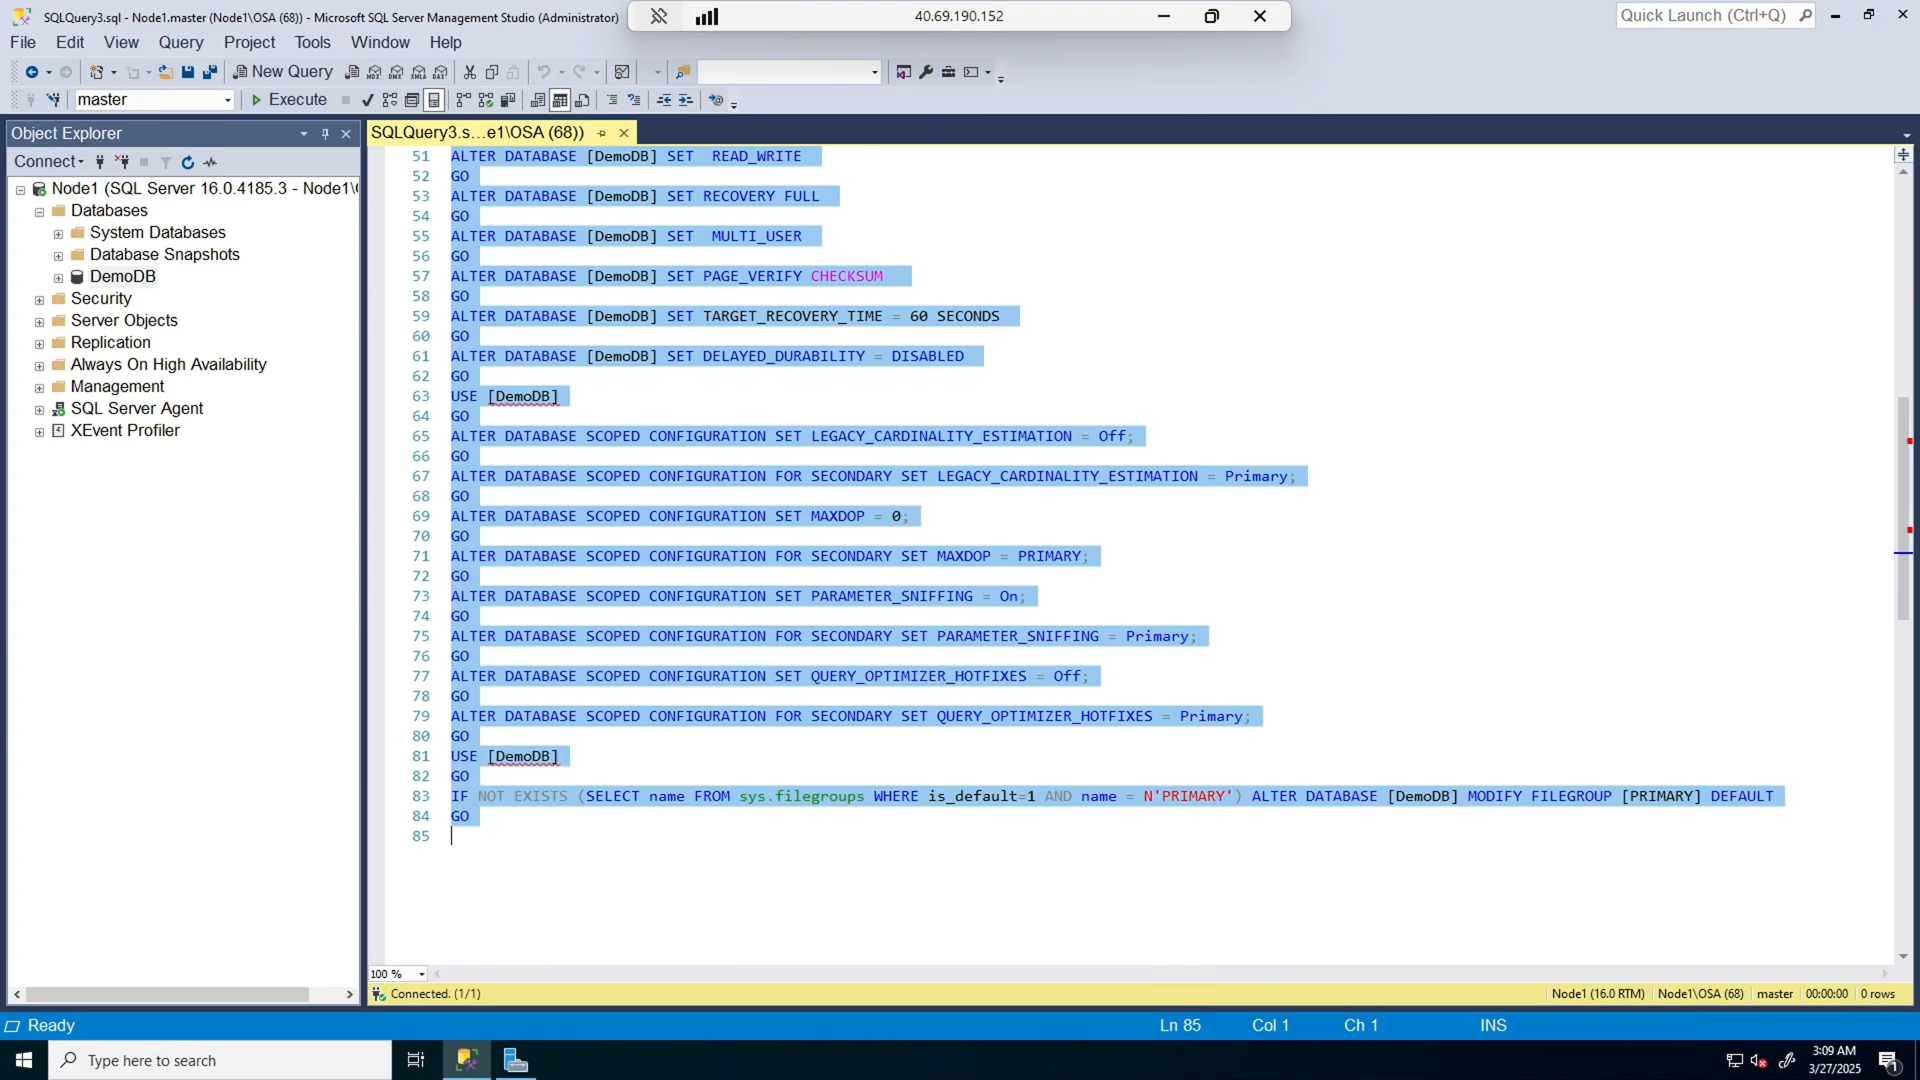 SQLQuery3.sql - Node1.master (Node1\OSA (68)) - Microsoft SQL Server Management Studio (Administrator)
40.69.190.152
Quick Launch (Ctrl+Q)
File Edit View Query Project Tools Window Help
New Query
MDX DMX XMLA DAX
master
Execute
Object Explorer
SQLQuery3.s...e1\OSA (68))
Connect
Node1 (SQL Server 16.0.4185.3 - Node1\
Databases
System Databases
Database Snapshots
DemoDB
Security
Server Objects
Replication
Always On High Availability
Management
SQL Server Agent
XEvent Profiler
51 ALTER DATABASE [DemoDB] SET  READ_WRITE
52 GO
53 ALTER DATABASE [DemoDB] SET RECOVERY FULL
54 GO
55 ALTER DATABASE [DemoDB] SET  MULTI_USER
56 GO
57 ALTER DATABASE [DemoDB] SET PAGE_VERIFY CHECKSUM
58 GO
59 ALTER DATABASE [DemoDB] SET TARGET_RECOVERY_TIME = 60 SECONDS
60 GO
61 ALTER DATABASE [DemoDB] SET DELAYED_DURABILITY = DISABLED
62 GO
63 USE [DemoDB]
64 GO
65 ALTER DATABASE SCOPED CONFIGURATION SET LEGACY_CARDINALITY_ESTIMATION = Off;
66 GO
67 ALTER DATABASE SCOPED CONFIGURATION FOR SECONDARY SET LEGACY_CARDINALITY_ESTIMATION = Primary;
68 GO
69 ALTER DATABASE SCOPED CONFIGURATION SET MAXDOP = 0;
70 GO
71 ALTER DATABASE SCOPED CONFIGURATION FOR SECONDARY SET MAXDOP = PRIMARY;
72 GO
73 ALTER DATABASE SCOPED CONFIGURATION SET PARAMETER_SNIFFING = On;
74 GO
75 ALTER DATABASE SCOPED CONFIGURATION FOR SECONDARY SET PARAMETER_SNIFFING = Primary;
76 GO
77 ALTER DATABASE SCOPED CONFIGURATION SET QUERY_OPTIMIZER_HOTFIXES = Off;
78 GO
79 ALTER DATABASE SCOPED CONFIGURATION FOR SECONDARY SET QUERY_OPTIMIZER_HOTFIXES = Primary;
80 GO
81 USE [DemoDB]
82 GO
83 IF NOT EXISTS (SELECT name FROM sys.filegroups WHERE is_default=1 AND name = N'PRIMARY') ALTER DATABASE [DemoDB] MODIFY FILEGROUP [PRIMARY] DEFAULT
84 GO
85
100 %
Connected. (1/1)
Node1 (16.0 RTM) Node1\OSA (68) master 00:00:00 0 rows
Ready
Ln 85 Col 1 Ch 1 INS
Type here to search
3:09 AM
3/27/2025
1